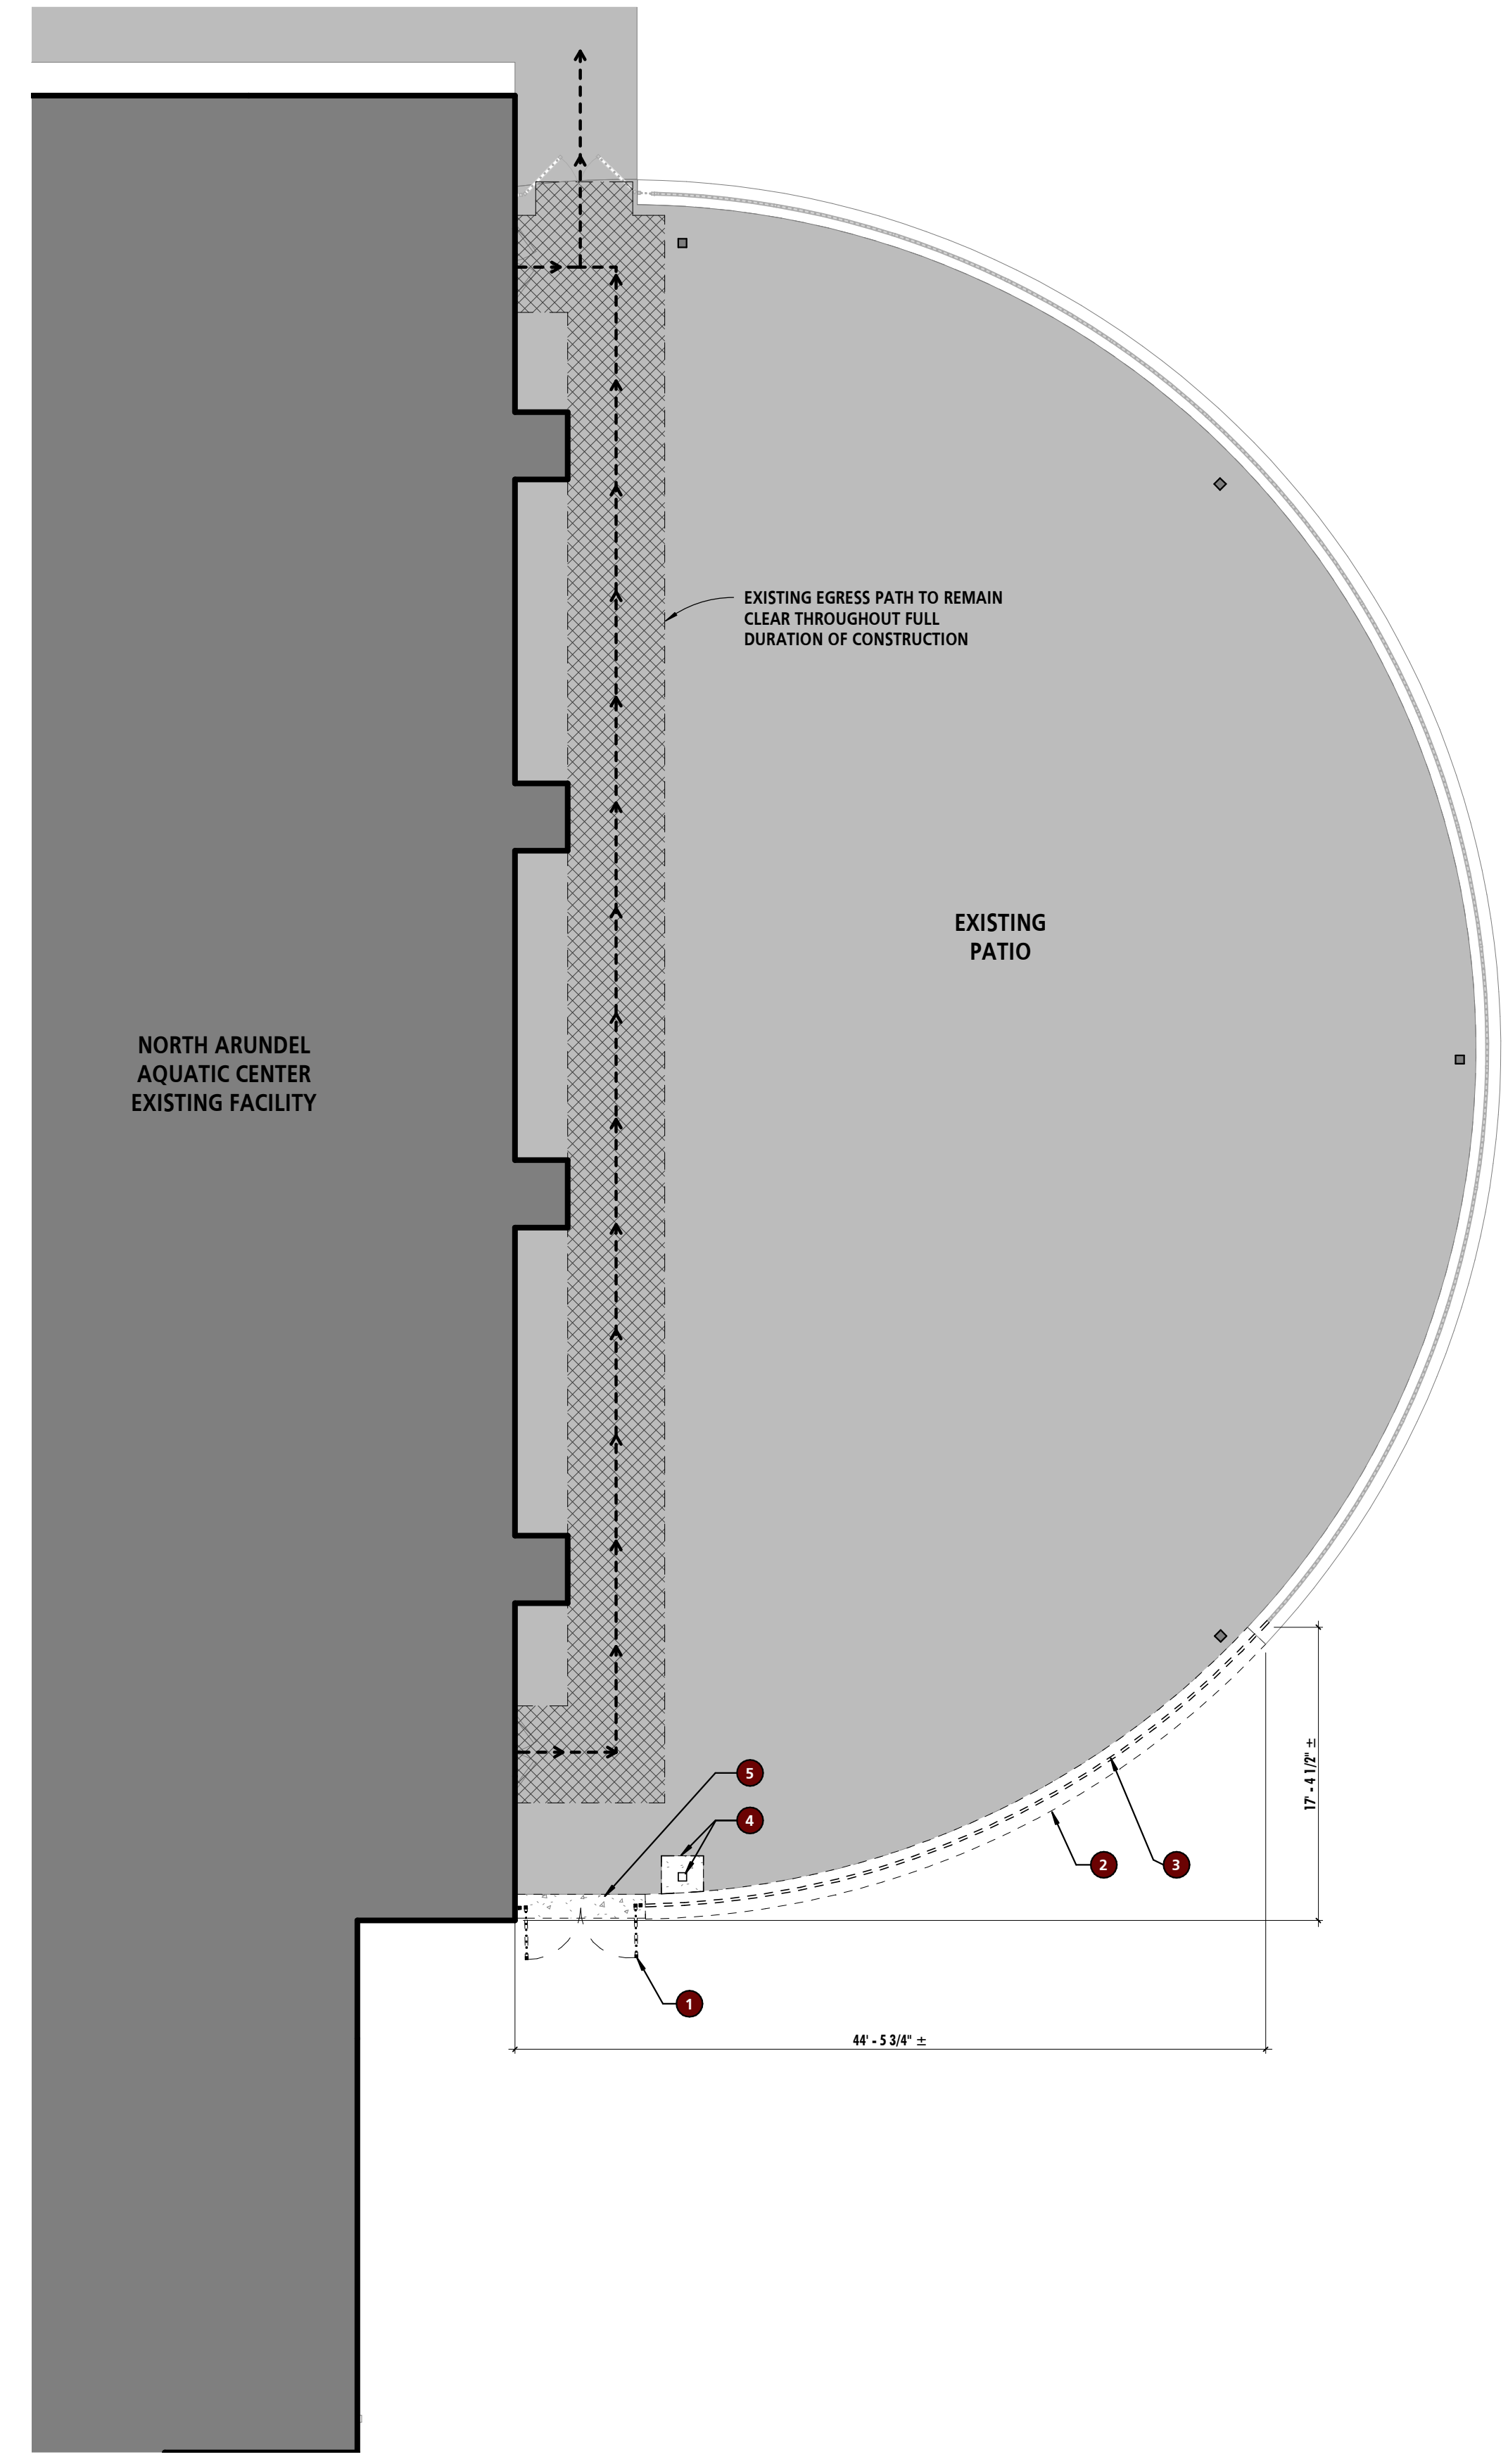 EXISTING EGRESS PATH TO REMAIN
CLEAR THROUGHOUT FULL
DURATION OF CONSTRUCTION
EXISTING
PATIO
NORTH ARUNDEL
AQUATIC CENTER
EXISTING FACILITY
17' - 4 1/2" ±
5
4
2
3
1
44' - 5 3/4" ±